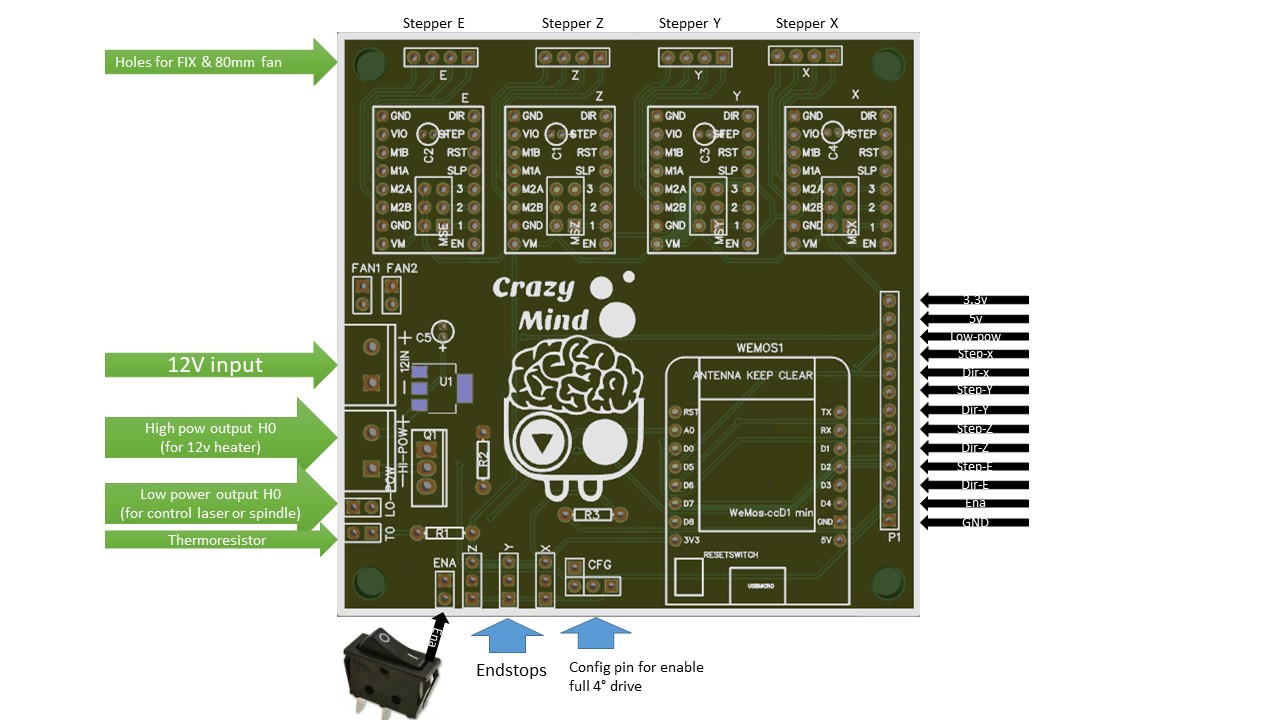 Stepper E
Stepper Z
Stepper Y
Stepper X
Holes for FIX & 80mm fan
E
Z
Y
X
E
Z
Y
X
GND DIR
VIO STEP
M1B RST
M1A SLP
M2A 3
M2B 2
GND 1
VM EN
C2
MSE
GND DIR
VIO STEP
M1B RST
M1A SLP
M2A 3
M2B 2
GND 1
VM EN
C1
MSZ
GND DIR
VIO STEP
M1B RST
M1A SLP
M2A 3
M2B 2
GND 1
VM EN
C3
MSY
GND DIR
VIO STEP
M1B RST
M1A SLP
M2A 3
M2B 2
GND 1
VM EN
C4
MSX
FAN1 FAN2
Crazy
Mind
12V input
+ 12IN −
C5
+
U1
High pow output H0
(for 12v heater)
+
−HI-POW
Q1
R2
Low power output H0
(for control laser or spindle)
LO-POW
Thermoresistor
T0
R1
R3
WEMOS1
ANTENNA KEEP CLEAR
RST TX
A0 RX
D0 D1
D5 D2
D6 D3
D7 D4
D8 GND
3V3 5V
WeMos.ccD1 min
RESETSWITCH
USBMICRO
3.3v
5v
Low-pow
Step-x
Dir-x
Step-Y
Dir-Y
Step-Z
Dir-Z
Step-E
Dir-E
Ena
GND
P1
ENA
Z
Y
X
CFG
Ena
Endstops
Config pin for enable
full 4° drive